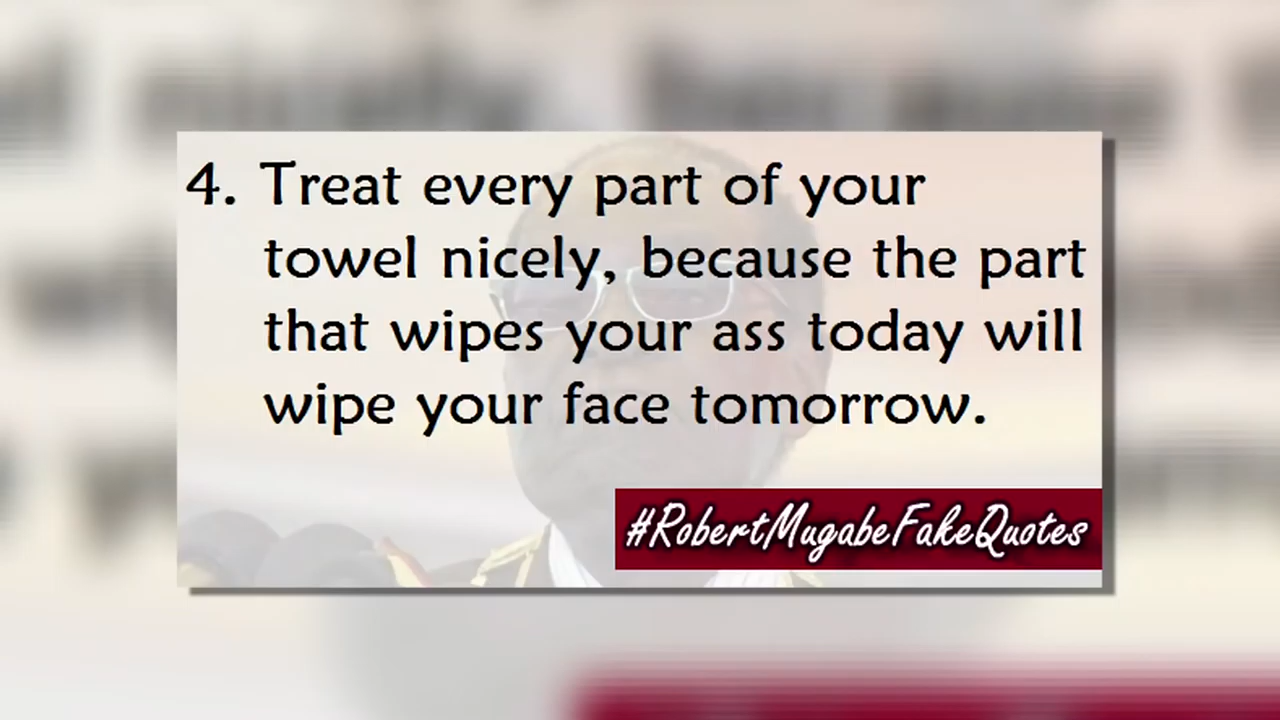 4. Treat every part of your
towel nicely, because the part
that wipes your ass today will
wipe your face tomorrow.
#RobertMugabeFakeQuotes